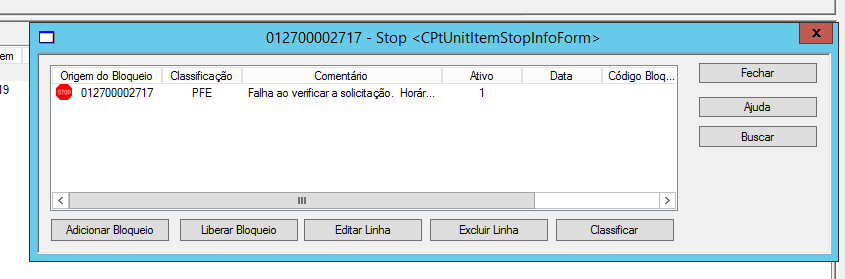 012700002717 - Stop <CPtUnitItemStopInfoForm>
x
em
19
Origem do Bloqueio Classificação Comentário Ativo Data Código Bloq...
STOP 012700002717 PFE Falha ao verificar a solicitação. Horár... 1
Fechar
Ajuda
Buscar
Adicionar Bloqueio Liberar Bloqueio Editar Linha Excluir Linha Classificar